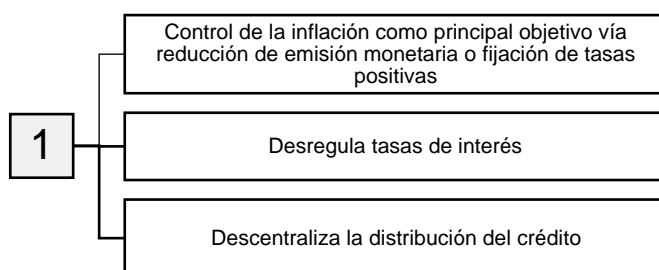 Control de la inflación como principal objetivo vía
reducción de emisión monetaria o fijación de tasas
positivas
1
Desregula tasas de interés
Descentraliza la distribución del crédito